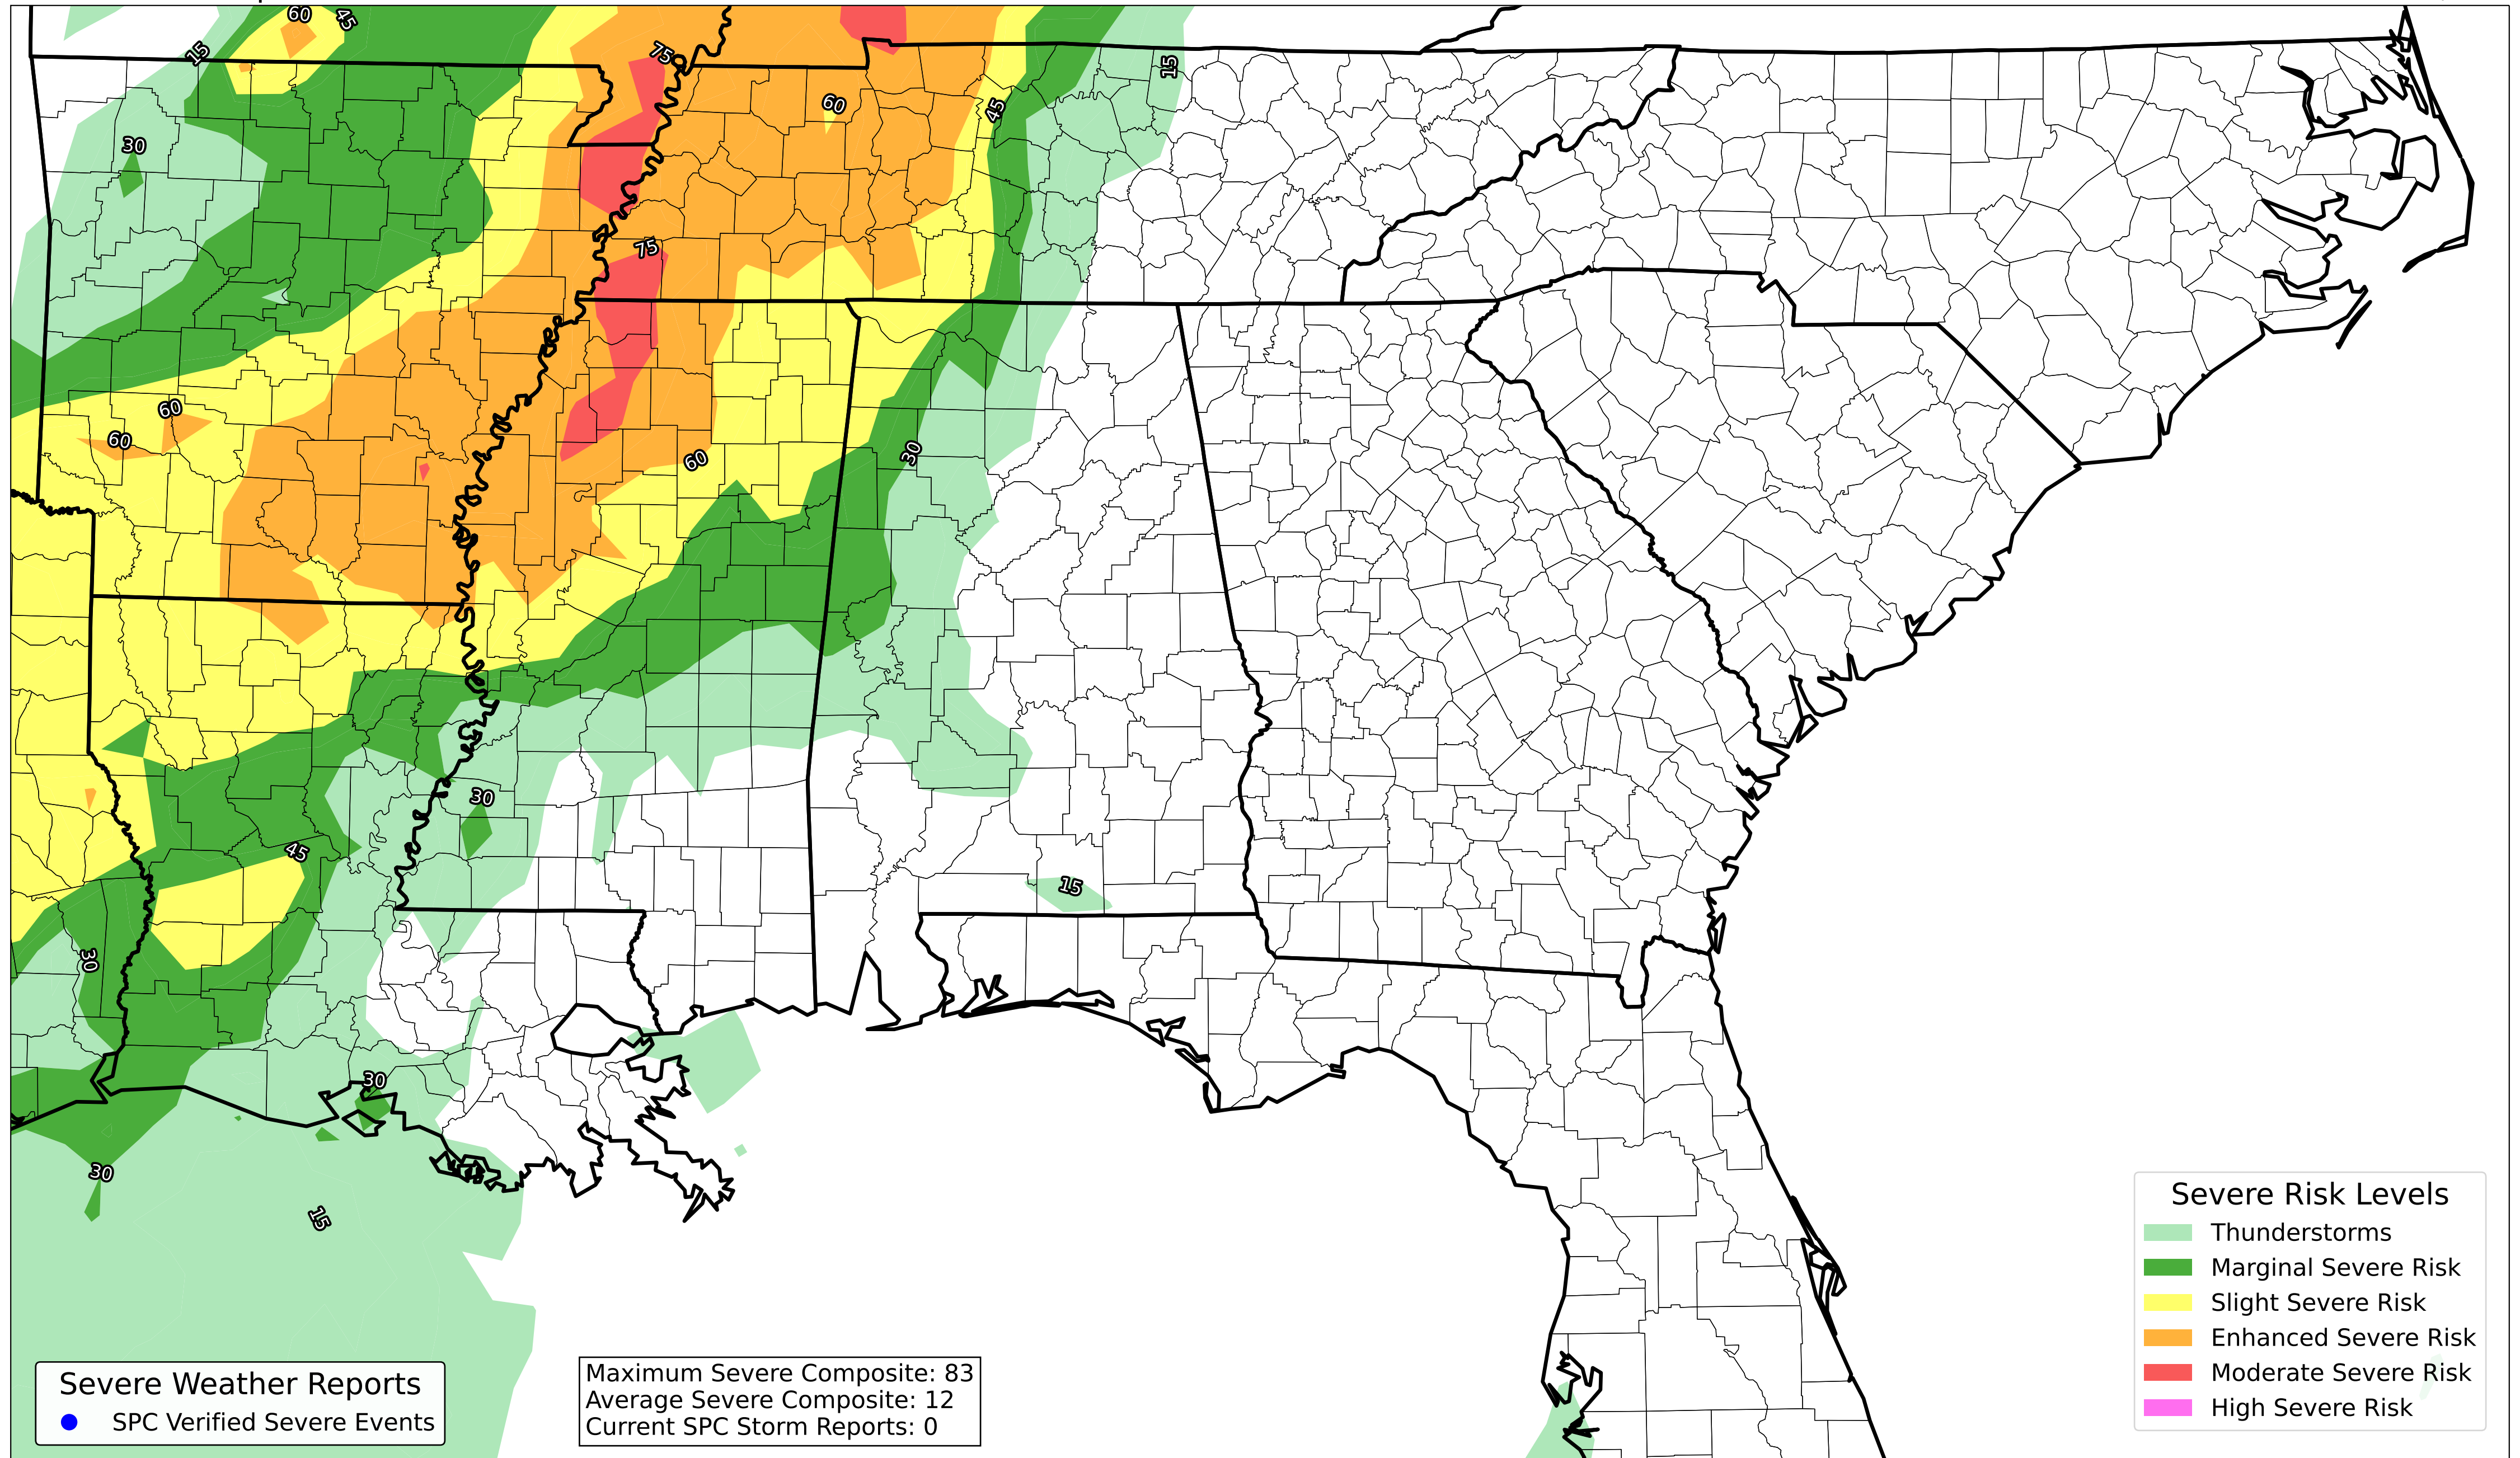 60
45
15
75
15
60
45
30
75
60
60
30
60
30
45
15
30
30
30
15
Severe Risk Levels
Thunderstorms
Marginal Severe Risk
Slight Severe Risk
Enhanced Severe Risk
Moderate Severe Risk
High Severe Risk
Severe Weather Reports
SPC Verified Severe Events
Maximum Severe Composite: 83
Average Severe Composite: 12
Current SPC Storm Reports: 0